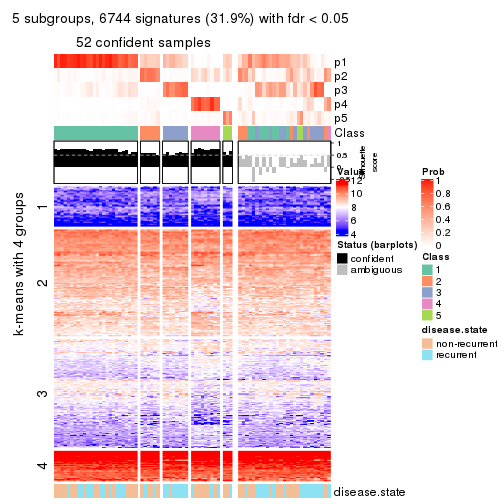 5 subgroups, 6744 signatures (31.9%) with fdr < 0.05
52 confident samples
p1
p2
p3
p4
p5
Class
1
0.5
0
silhouette
score
k-means with 4 groups
1
2
3
4
disease.state
Value
12
10
8
6
4
Status (barplots)
confident
ambiguous
Prob
1
0.8
0.6
0.4
0.2
0
Class
1
2
3
4
5
disease.state
non-recurrent
recurrent